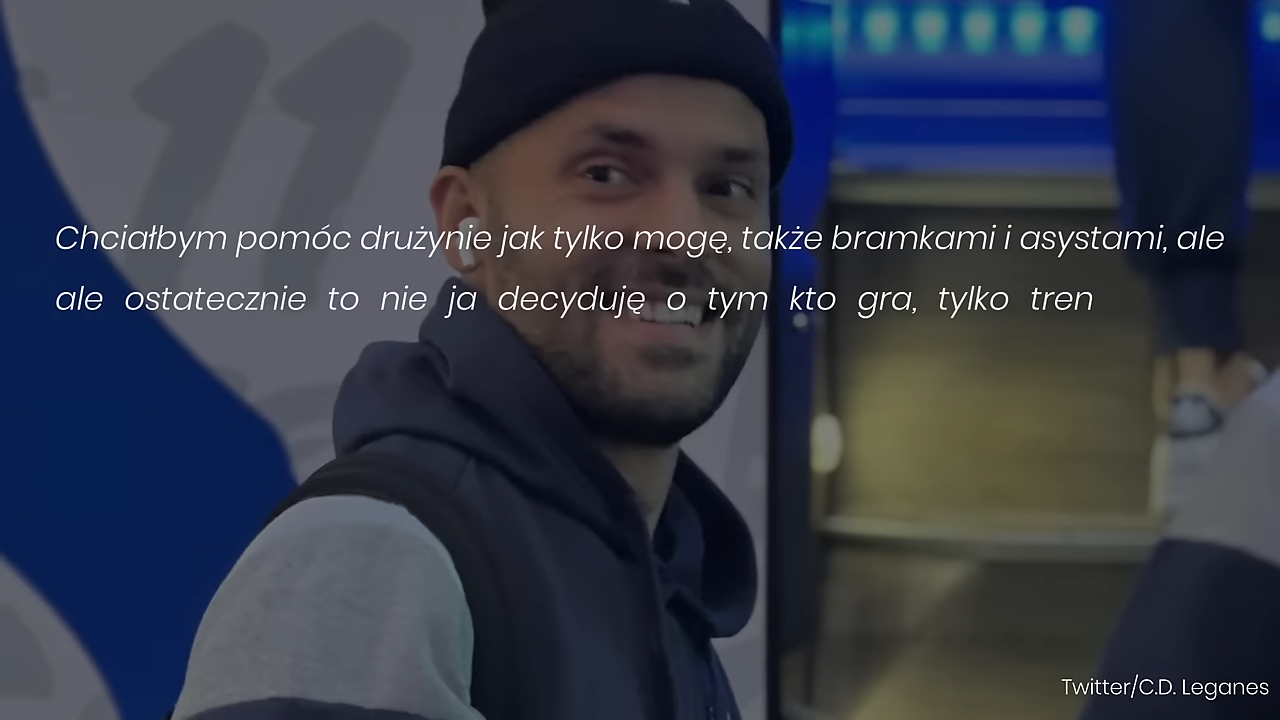 Chciałbym pomóc drużynie jak tylko mogę, także bramkami i asystami, ale
ale ostatecznie to nie ja decyduję o tym kto gra, tylko tren
Twitter/C.D. Leganes